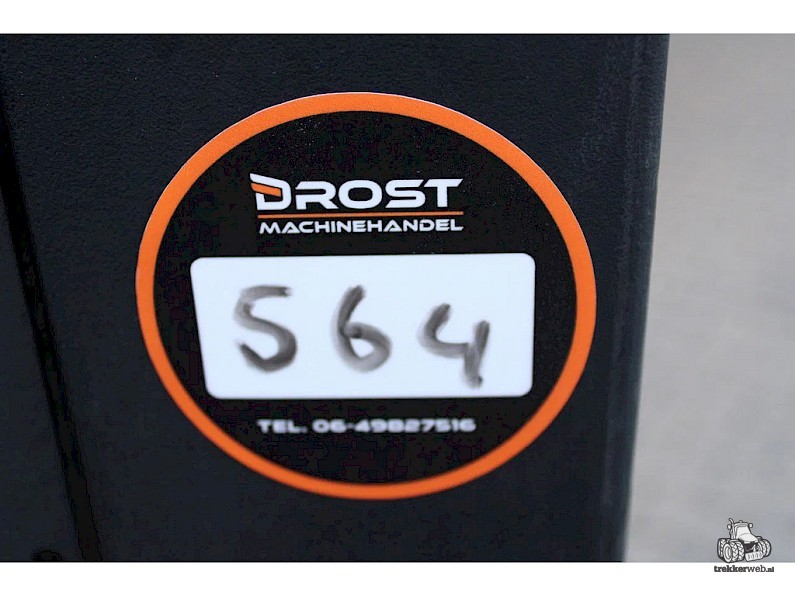 DROST
MACHINEHANDEL
564
TEL. 06-49827516
trekkerweb.nl